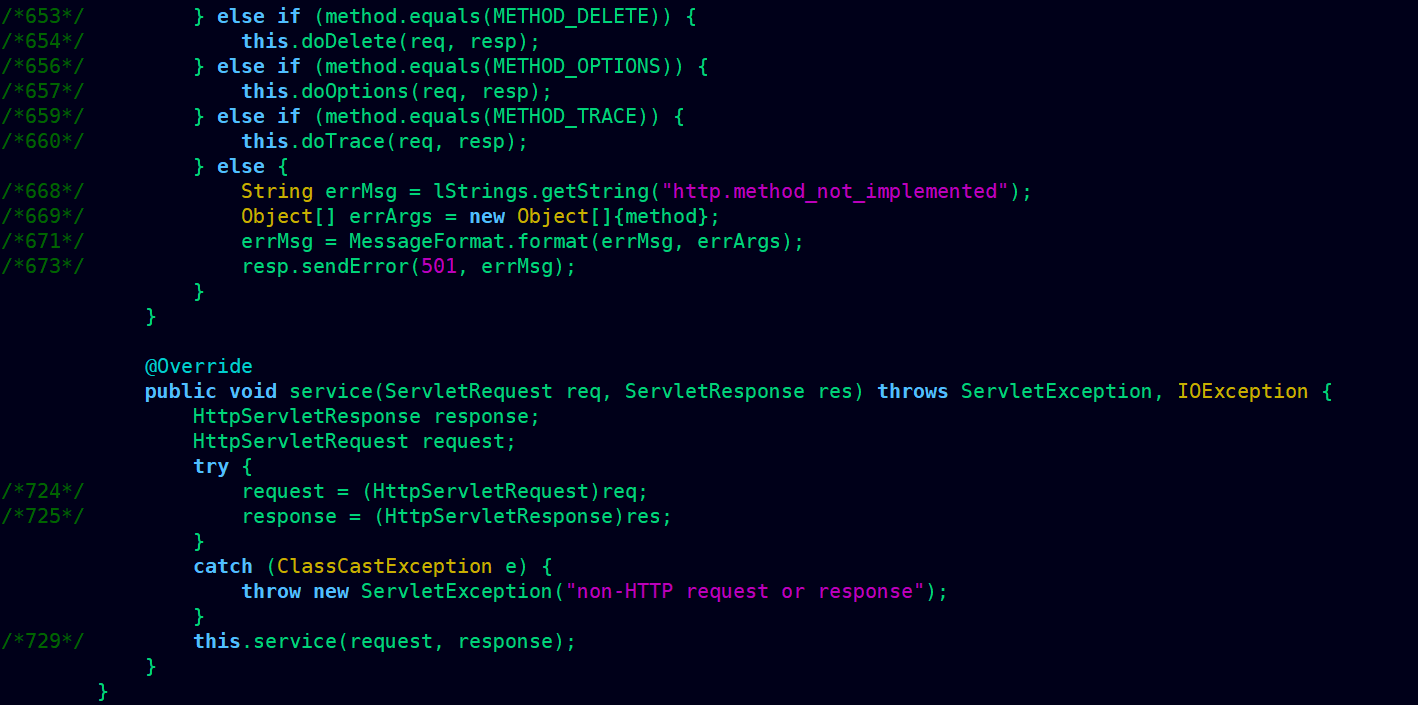 /*653*/         } else if (method.equals(METHOD_DELETE)) {
/*654*/             this.doDelete(req, resp);
/*656*/         } else if (method.equals(METHOD_OPTIONS)) {
/*657*/             this.doOptions(req, resp);
/*659*/         } else if (method.equals(METHOD_TRACE)) {
/*660*/             this.doTrace(req, resp);
                } else {
/*668*/             String errMsg = lStrings.getString("http.method_not_implemented");
/*669*/             Object[] errArgs = new Object[]{method};
/*671*/             errMsg = MessageFormat.format(errMsg, errArgs);
/*673*/             resp.sendError(501, errMsg);
                }
            }

            @Override
            public void service(ServletRequest req, ServletResponse res) throws ServletException, IOException {
                HttpServletResponse response;
                HttpServletRequest request;
                try {
/*724*/             request = (HttpServletRequest)req;
/*725*/             response = (HttpServletResponse)res;
                }
                catch (ClassCastException e) {
                    throw new ServletException("non-HTTP request or response");
                }
/*729*/         this.service(request, response);
            }
        }